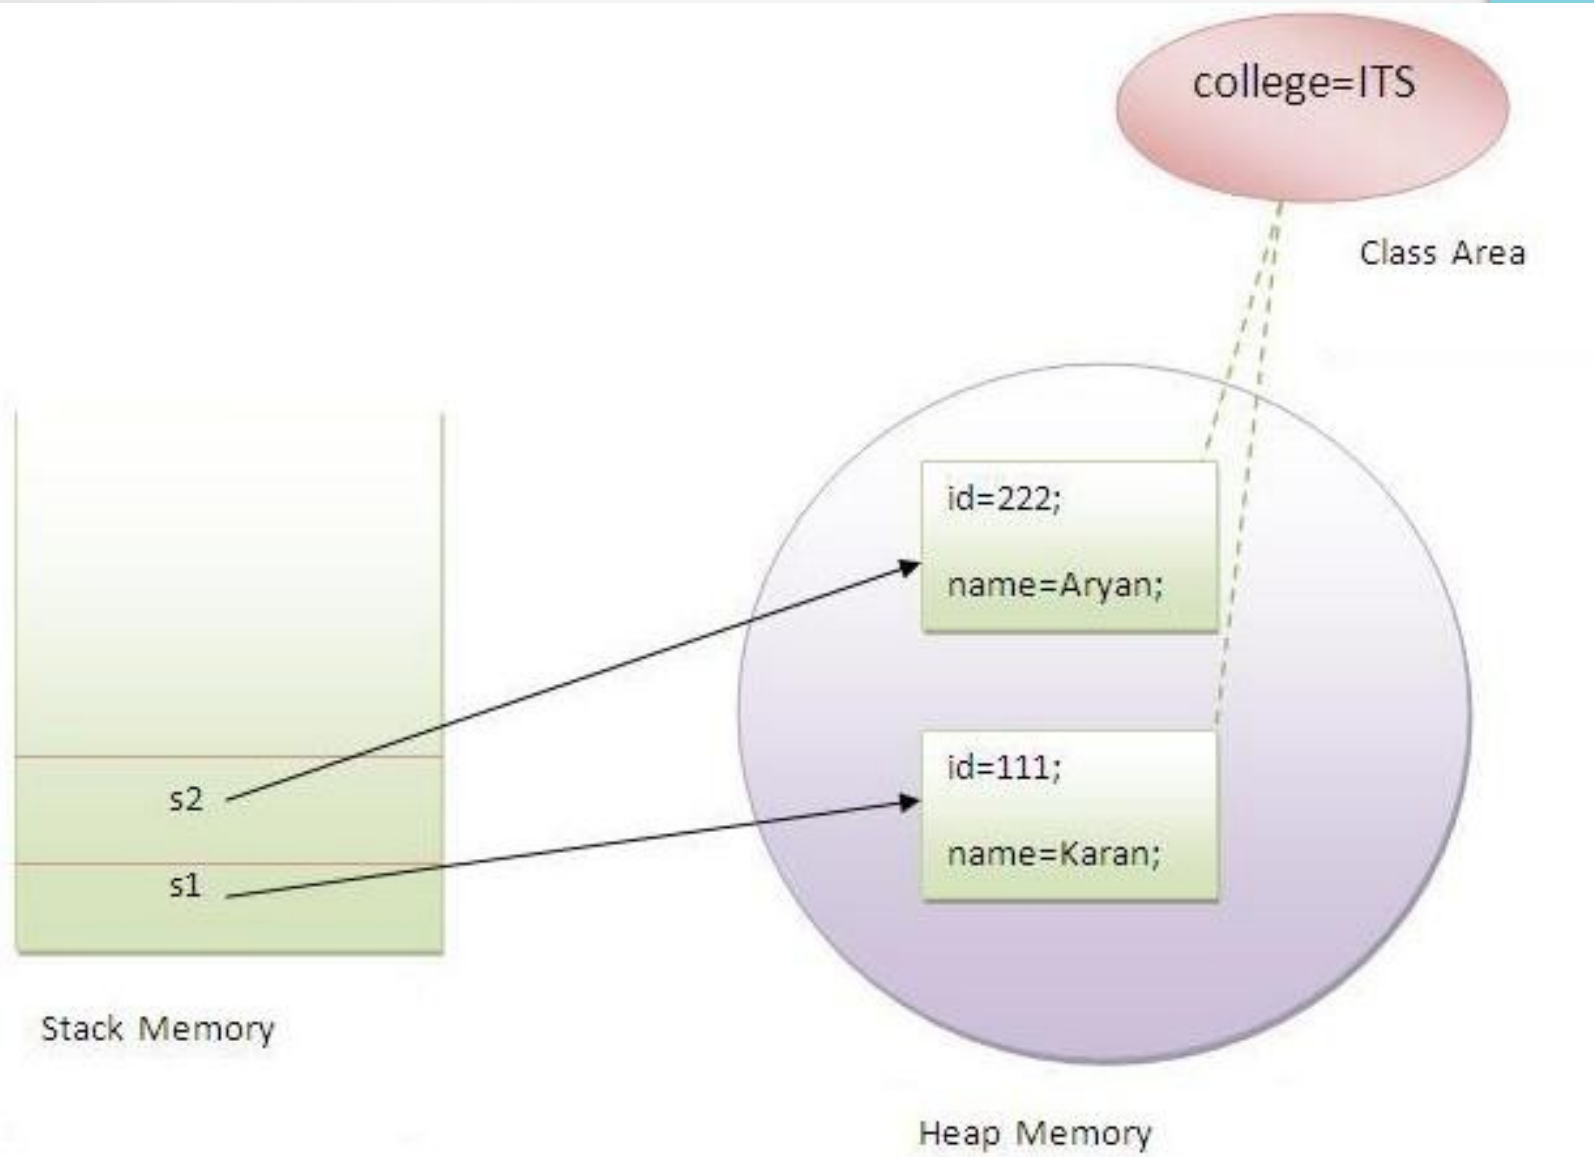 college=ITS
Class Area
id=222;
name=Aryan;
s2
id=111;
name=Karan;
s1
Stack Memory
Heap Memory